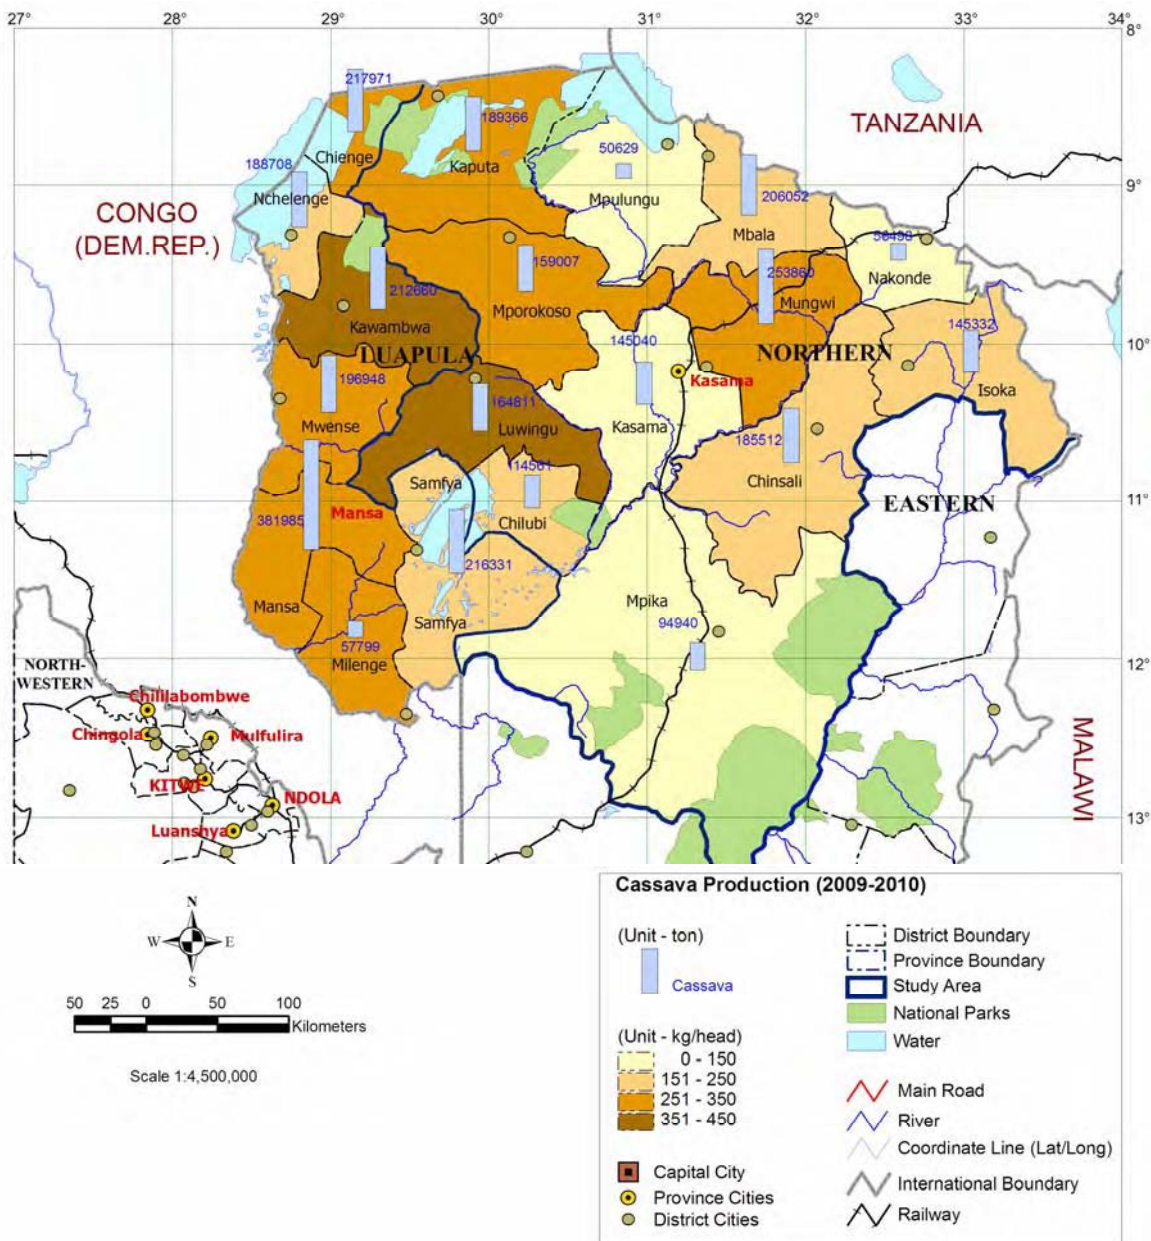 27° 28° 29° 30° 31° 32° 33° 34°
8°
217971
TANZANIA
189366
50629
188708
Chienge
Kaputa
9°
Nchelenge
Mpulungu
206052
CONGO
(DEM.REP.)
Mbala
56498
159007
253860
Nakonde
212660
Mporokoso
Mungwi
Kawambwa
145332
10°
LUAPULA
145040
NORTHERN
196948
Kasama
Isoka
164811
Mwense
Luwingu
Kasama
185512
114561
Samfya
Chinsali
11°
EASTERN
381985
Mansa
Chilubi
216331
Mansa
Samfya
Mpika
94940
57799
Milenge
12°
NORTH-
WESTERN
Chililabombwe
Chingola
Mulfulira
MALAWI
KITWE
NDOLA
Luanshya
13°
Cassava Production (2009-2010)
(Unit - ton)
Cassava
(Unit - kg/head)
0 - 150
151 - 250
251 - 350
351 - 450
Capital City
Province Cities
District Cities
District Boundary
Province Boundary
Study Area
National Parks
Water
Main Road
River
Coordinate Line (Lat/Long)
International Boundary
Railway
N
W E
S
50 25 0 50 100
Kilometers
Scale 1:4,500,000